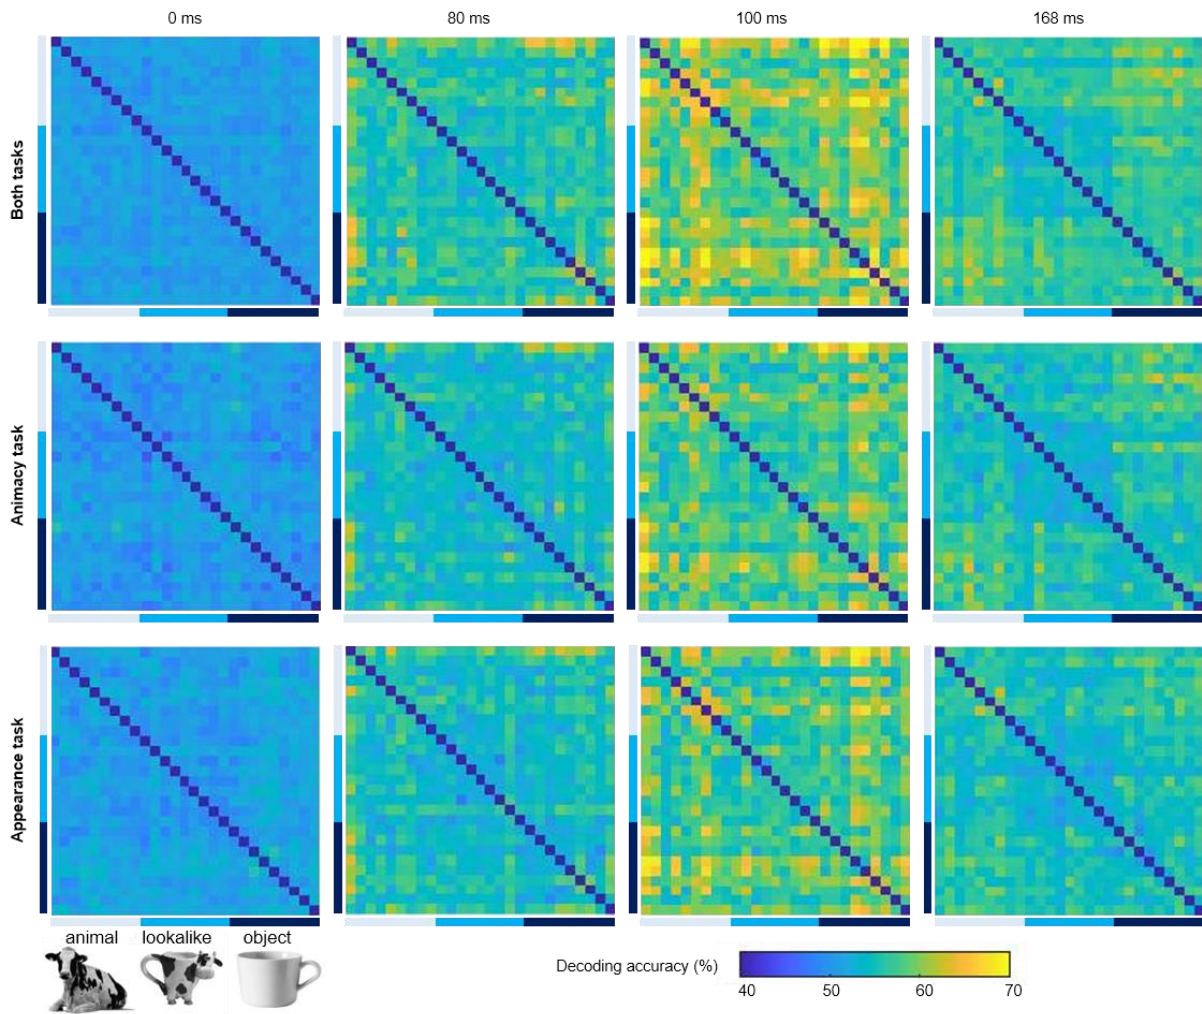 0 ms 80 ms 100 ms 168 ms
Both tasks
Animacy task
Appearance task
animal lookalike object
Decoding accuracy (%)
40 50 60 70